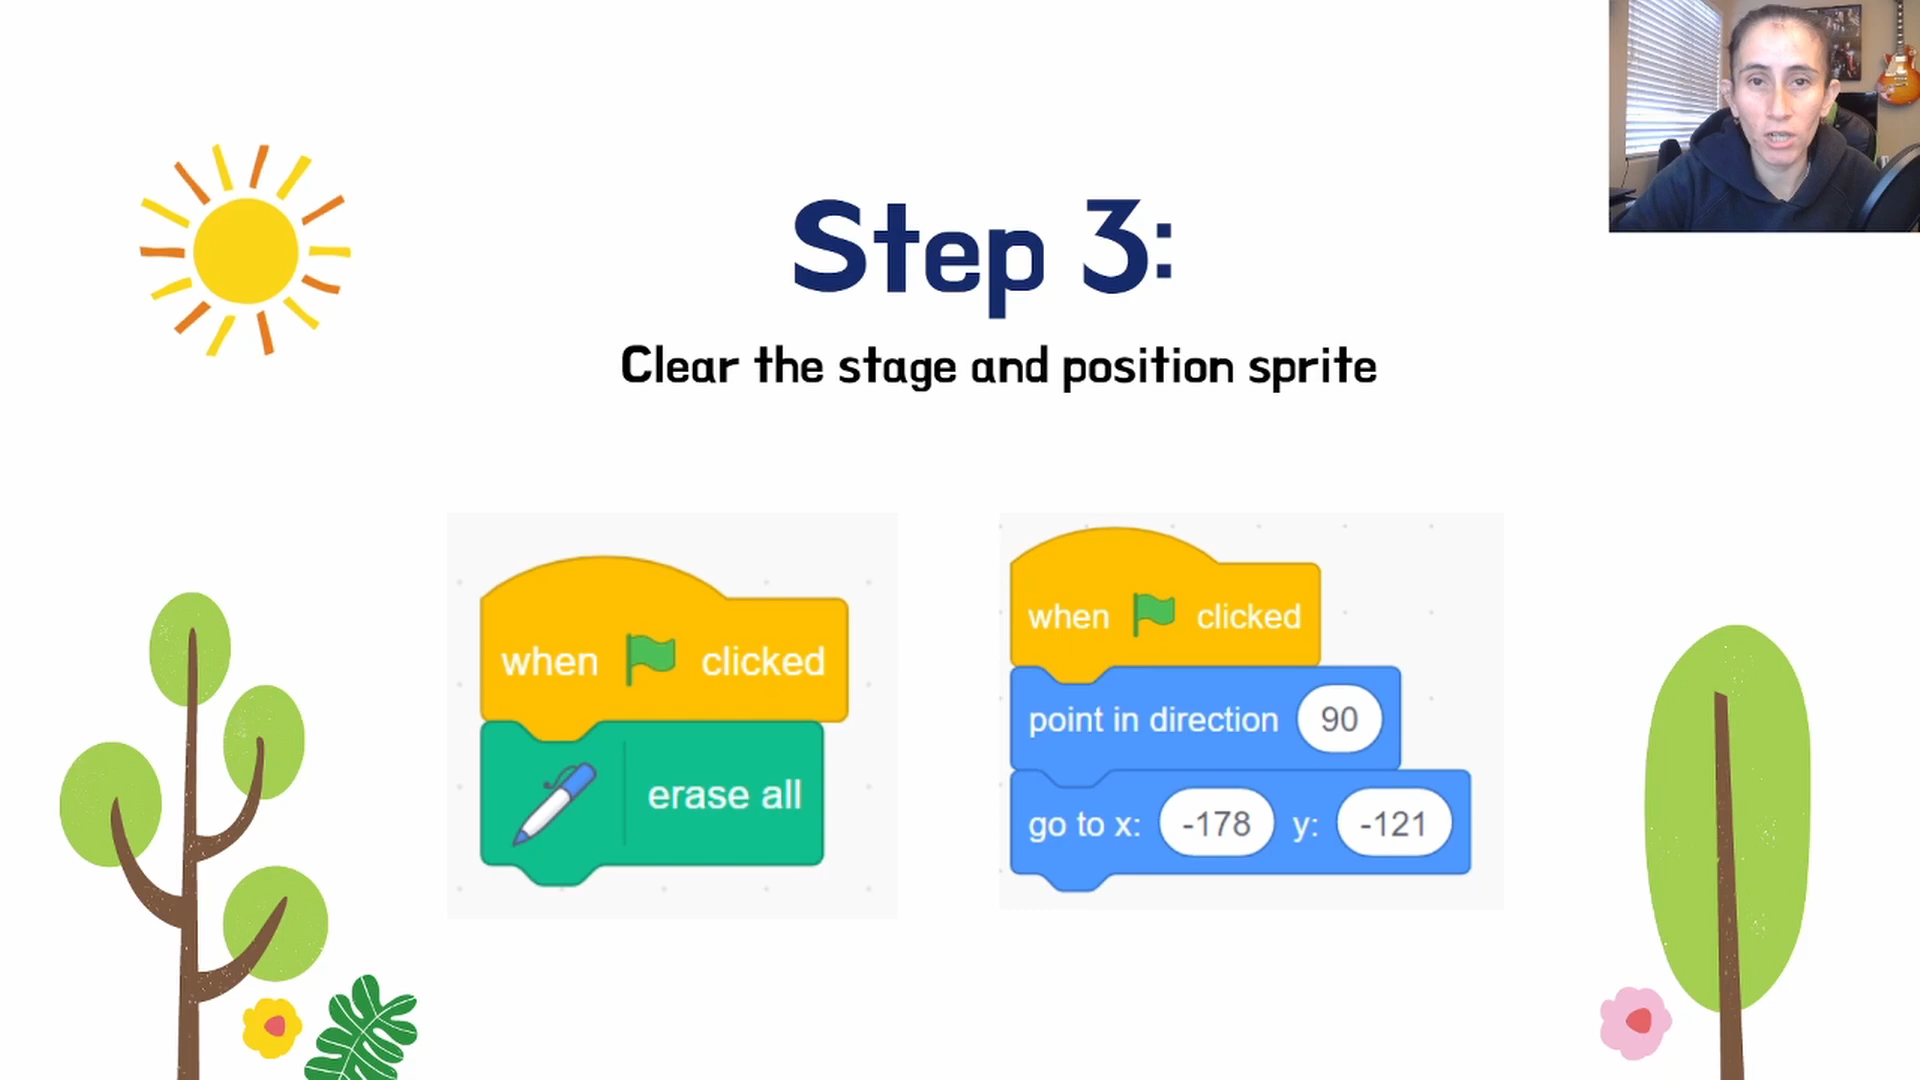 Step 3:
Clear the stage and position sprite
when clicked
erase all
when clicked
point in direction 90
go to x: -178 y: -121